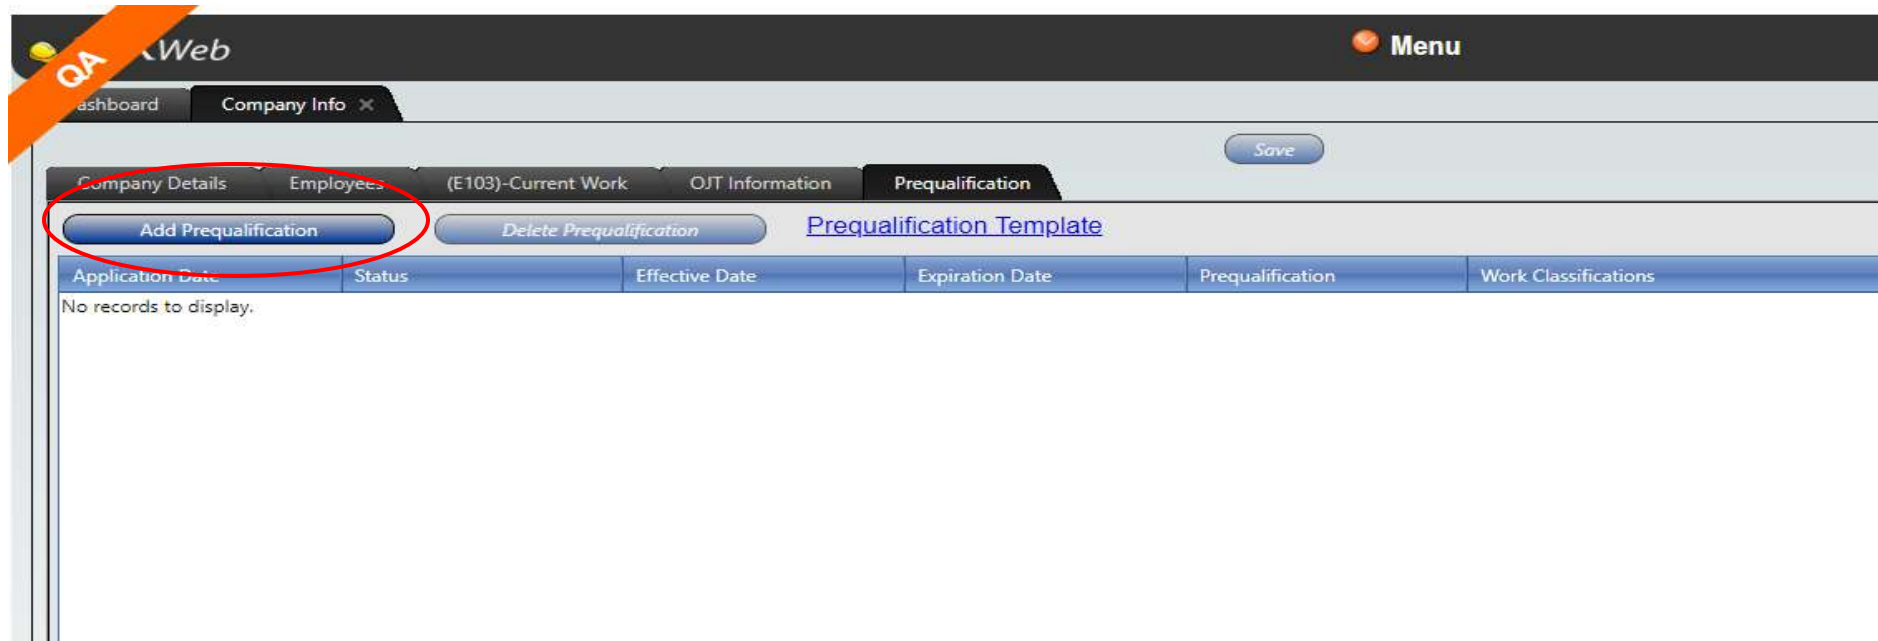 QA
Web
Menu
ashboard
Company Info
Save
Company Details
Employees
(E103)-Current Work
OJT Information
Prequalification
Add Prequalification
Delete Prequalification
Prequalification Template
Application Date
Status
Effective Date
Expiration Date
Prequalification
Work Classifications
No records to display.